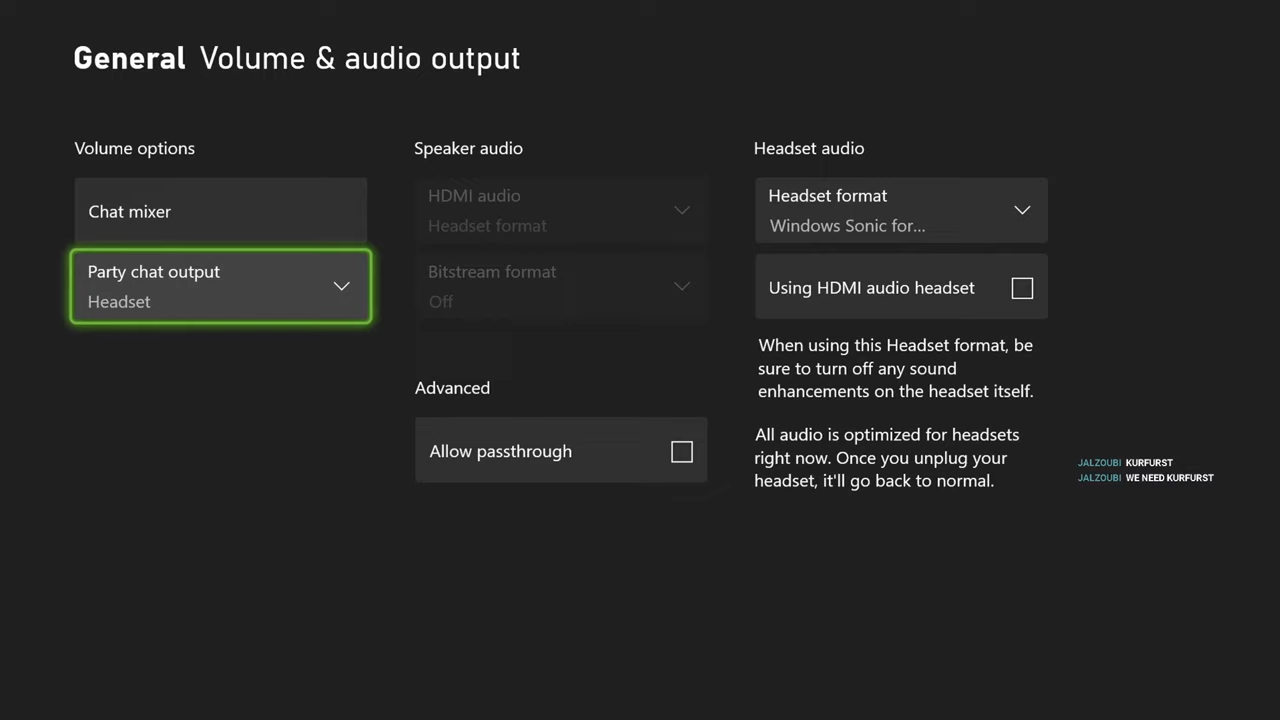 General Volume & audio output
Volume options
Chat mixer
Party chat output
Headset
Speaker audio
HDMI audio
Headset format
Bitstream format
Off
Advanced
Allow passthrough
Headset audio
Headset format
Windows Sonic for...
Using HDMI audio headset
When using this Headset format, be
sure to turn off any sound
enhancements on the headset itself.
All audio is optimized for headsets
right now. Once you unplug your
headset, it'll go back to normal.
JALZOUBI KURFURST
JALZOUBI WE NEED KURFURST